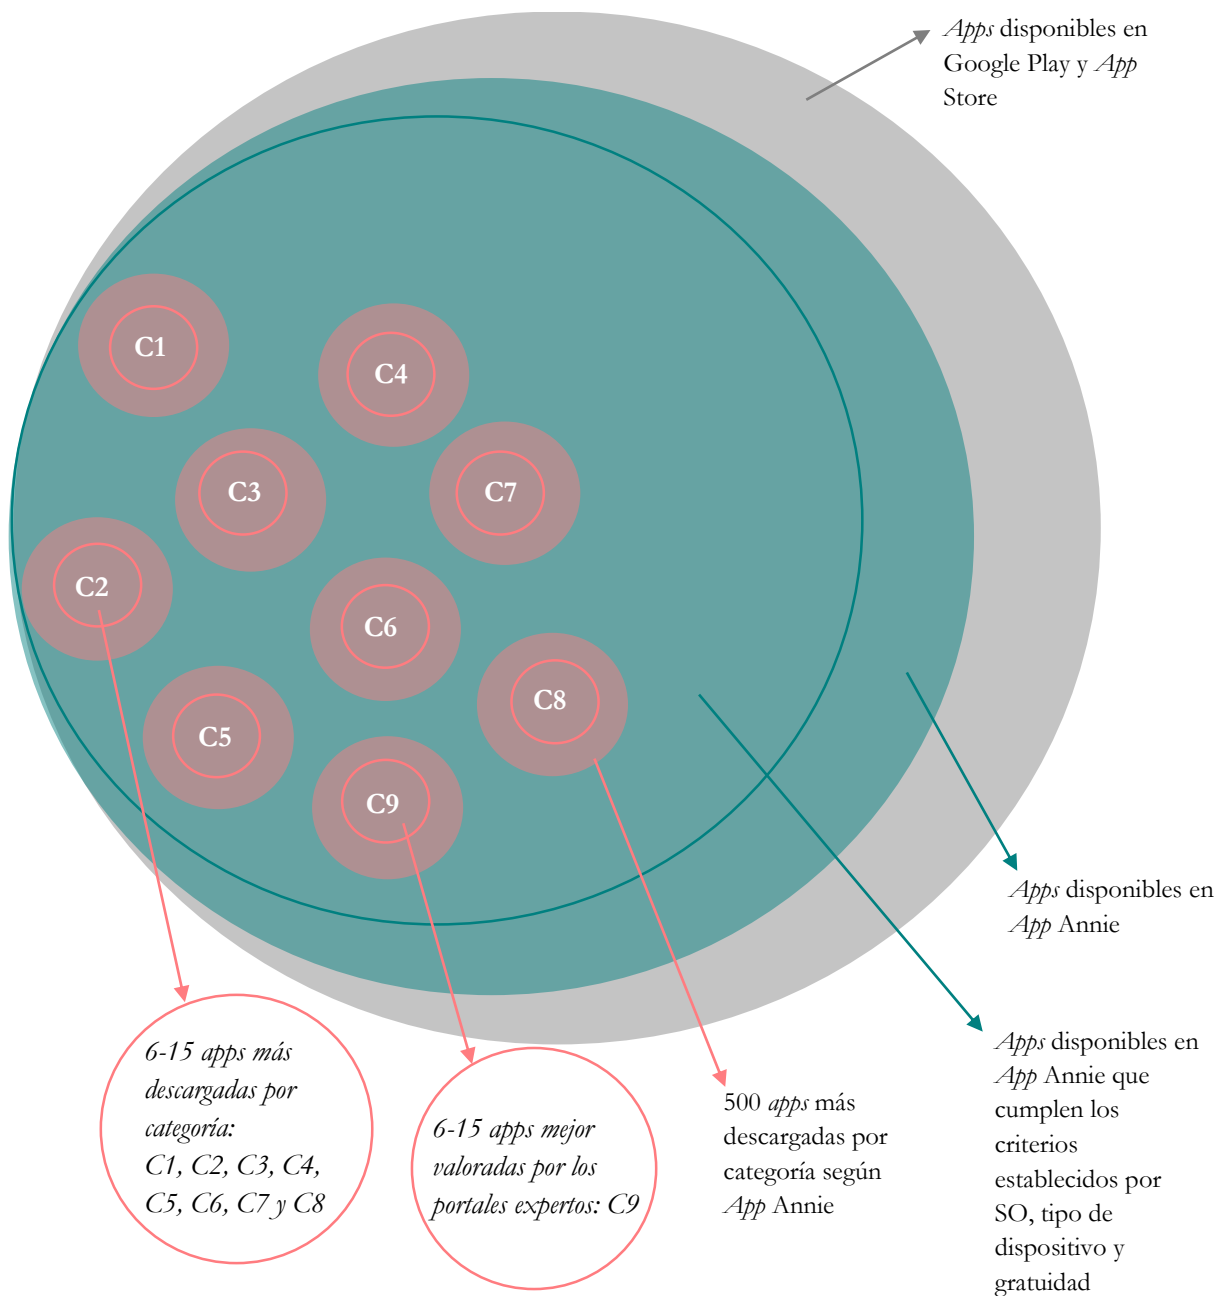 Apps disponibles en
Google Play y App
Store
C1
C4
C3
C7
C2
C6
C8
C5
C9
Apps disponibles en
App Annie
6-15 apps más
descargadas por
categoría:
C1, C2, C3, C4,
C5, C6, C7 y C8
6-15 apps mejor
valoradas por los
portales expertos: C9
500 apps más
descargadas por
categoría según
App Annie
Apps disponibles en
App Annie que
cumplen los
criterios
establecidos por
SO, tipo de
dispositivo y
gratuidad